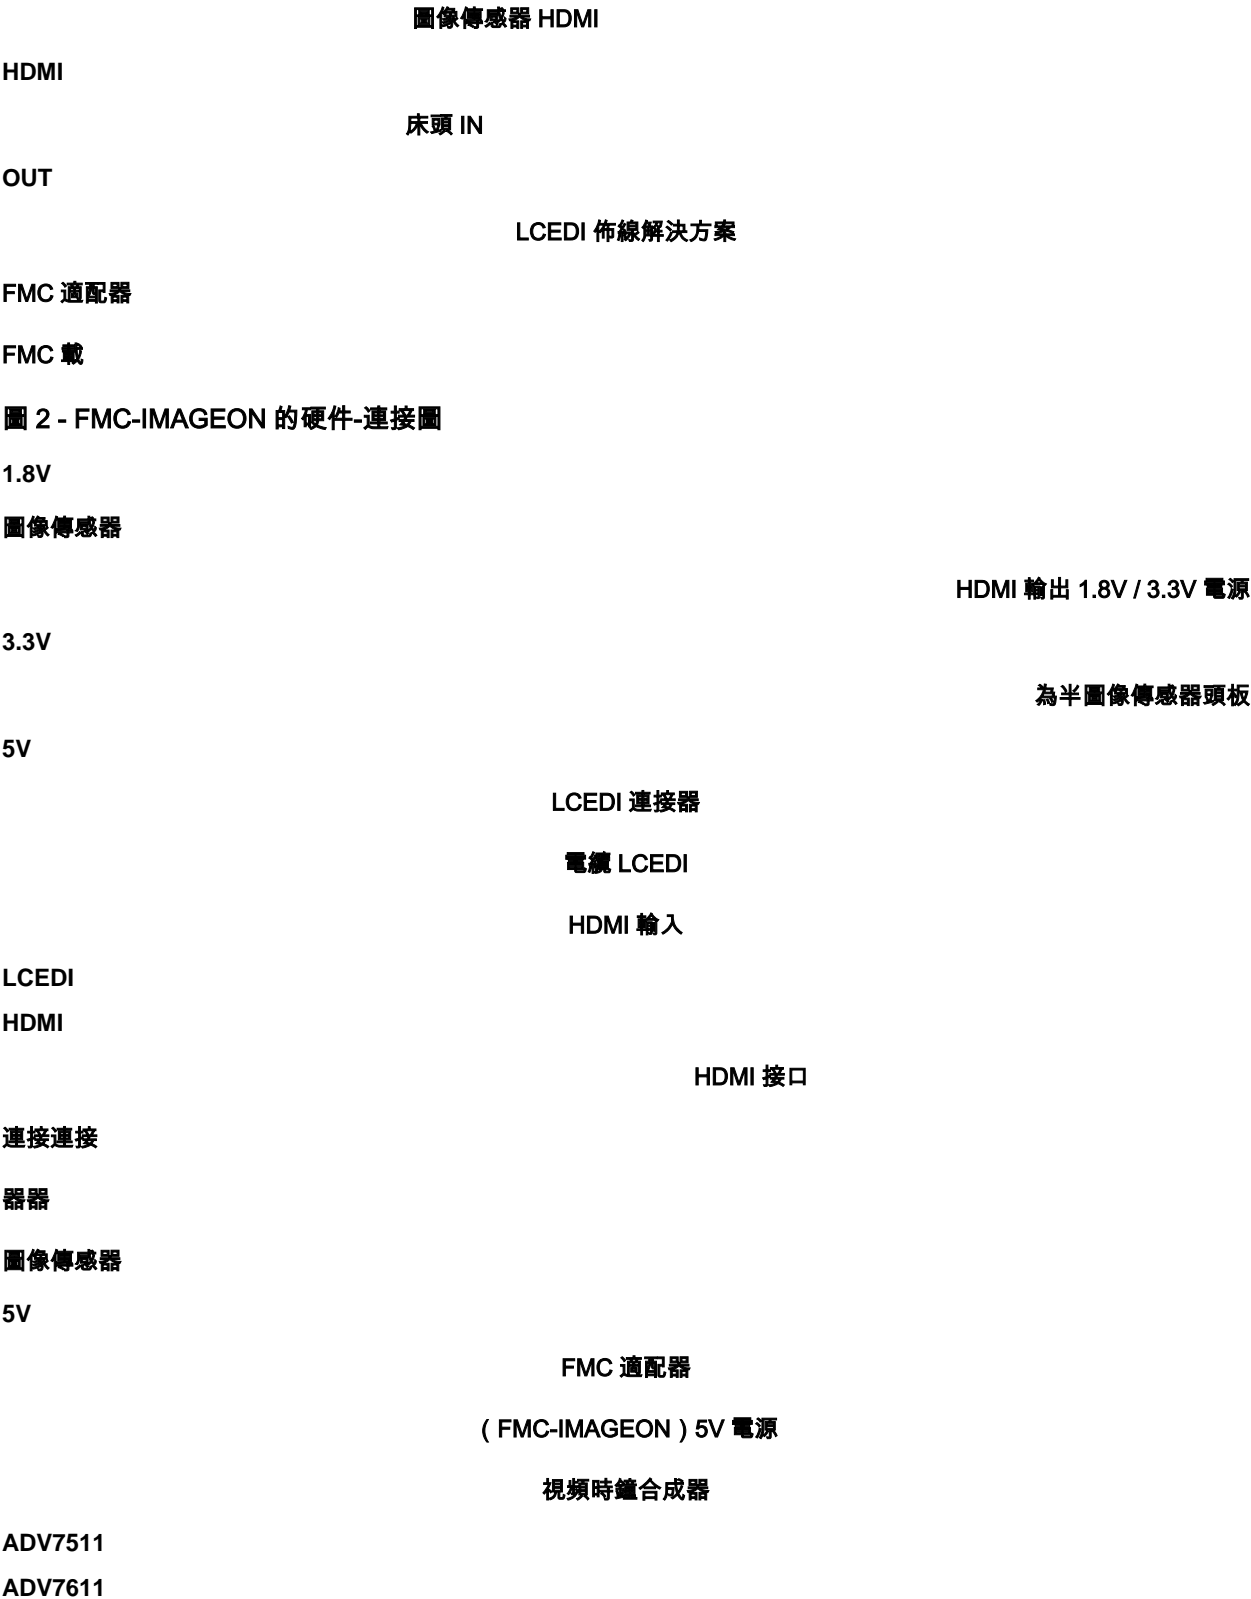 圖像傳感器 HDMI
HDMI
床頭 IN
OUT
LCEDI 佈線解決方案
FMC 適配器
FMC 載
圖 2 - FMC-IMAGEON 的硬件-連接圖
1.8V
圖像傳感器
HDMI 輸出 1.8V / 3.3V 電源
3.3V
為半圖像傳感器頭板
5V
LCEDI 連接器
電纜 LCEDI
HDMI 輸入
LCEDI
HDMI
HDMI 接口
連接連接
器器
圖像傳感器
5V
FMC 適配器
（FMC-IMAGEON）5V 電源
視頻時鐘合成器
ADV7511
ADV7611